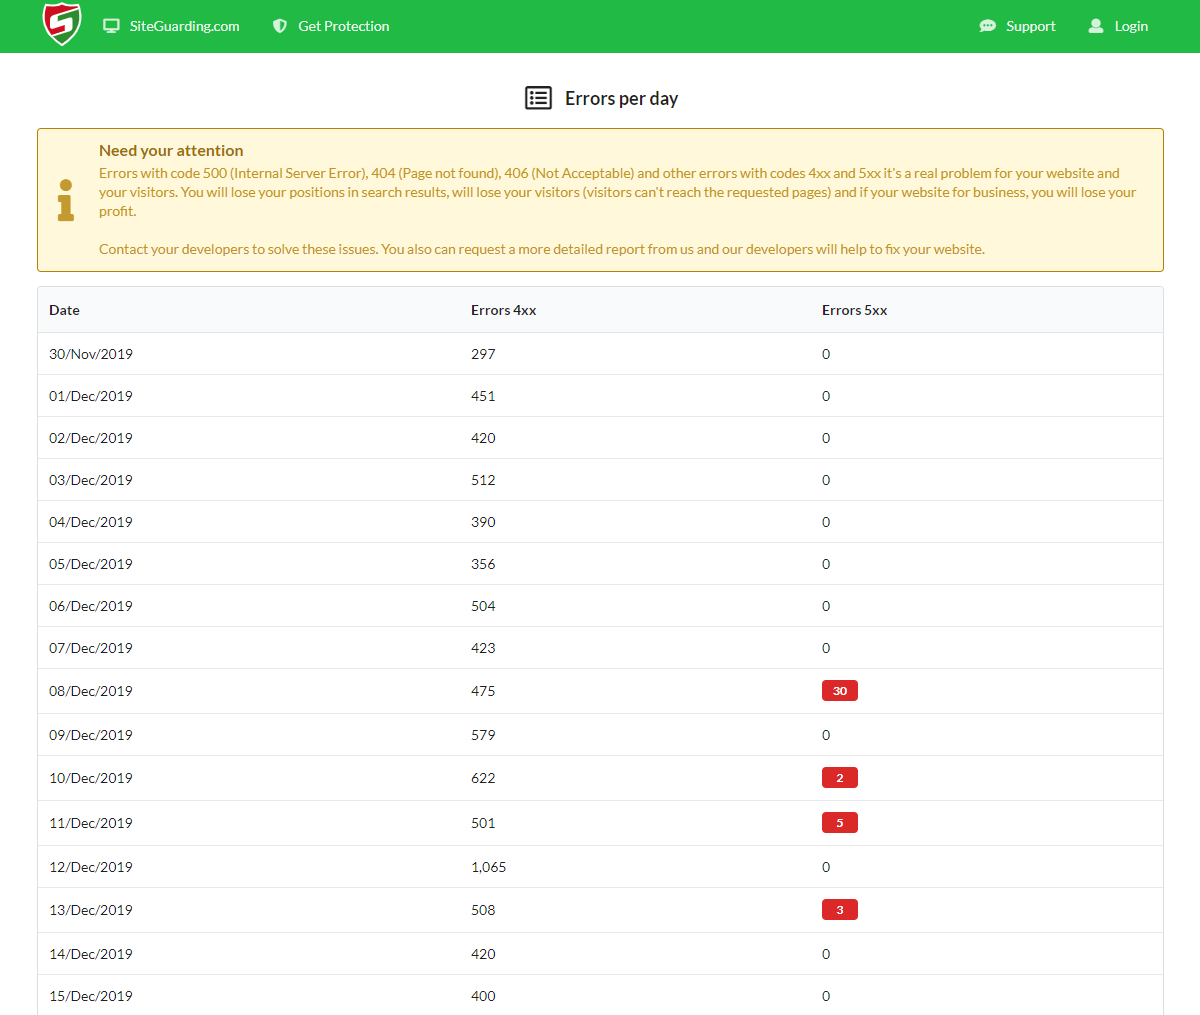 SiteGuarding.com Get Protection Support Login
Errors per day
Need your attention
Errors with code 500 (Internal Server Error), 404 (Page not found), 406 (Not Acceptable) and other errors with codes 4xx and 5xx it's a real problem for your website and
your visitors. You will lose your positions in search results, will lose your visitors (visitors can't reach the requested pages) and if your website for business, you will lose your
profit.
Contact your developers to solve these issues. You also can request a more detailed report from us and our developers will help to fix your website.
Date Errors 4xx Errors 5xx
30/Nov/2019 297 0
01/Dec/2019 451 0
02/Dec/2019 420 0
03/Dec/2019 512 0
04/Dec/2019 390 0
05/Dec/2019 356 0
06/Dec/2019 504 0
07/Dec/2019 423 0
08/Dec/2019 475 30
09/Dec/2019 579 0
10/Dec/2019 622 2
11/Dec/2019 501 5
12/Dec/2019 1,065 0
13/Dec/2019 508 3
14/Dec/2019 420 0
15/Dec/2019 400 0